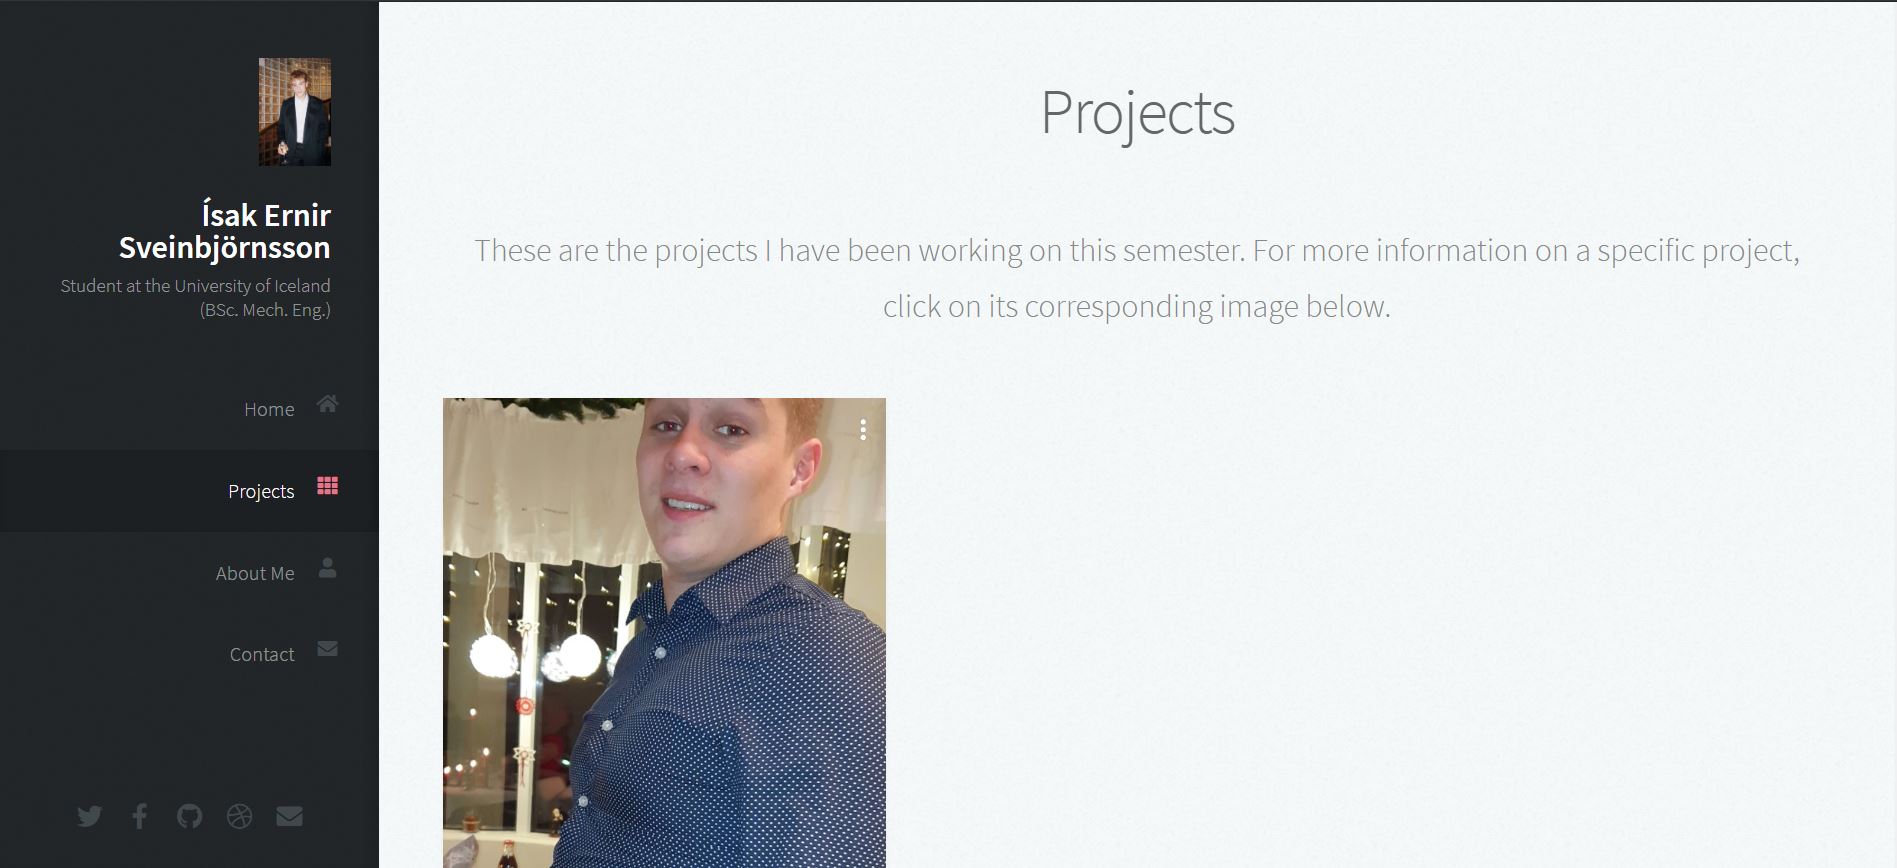 Ísak Ernir
Sveinbjörnsson
Student at the University of Iceland
(BSc. Mech. Eng.)
Home
Projects
About Me
Contact
Projects
These are the projects I have been working on this semester. For more information on a specific project,
click on its corresponding image below.